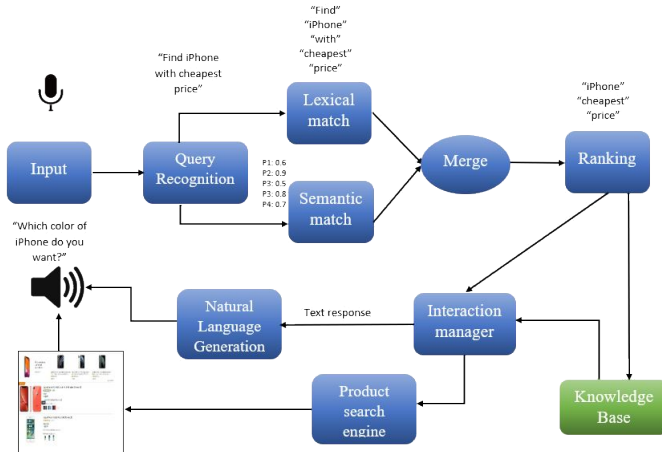 "Find"
"iPhone"
"with"
"cheapest"
"price"
"Find iPhone
with cheapest
price"
"iPhone"
"cheapest"
"price"
Input
Query
Recognition
Lexical
match
P1: 0.6
P2: 0.9
P3: 0.5
P3: 0.8
P4: 0.7
Semantic
match
Merge
Ranking
"Which color of
iPhone do you
want?"
Natural
Language
Generation
Text response
Interaction
manager
Product
search
engine
Knowledge
Base